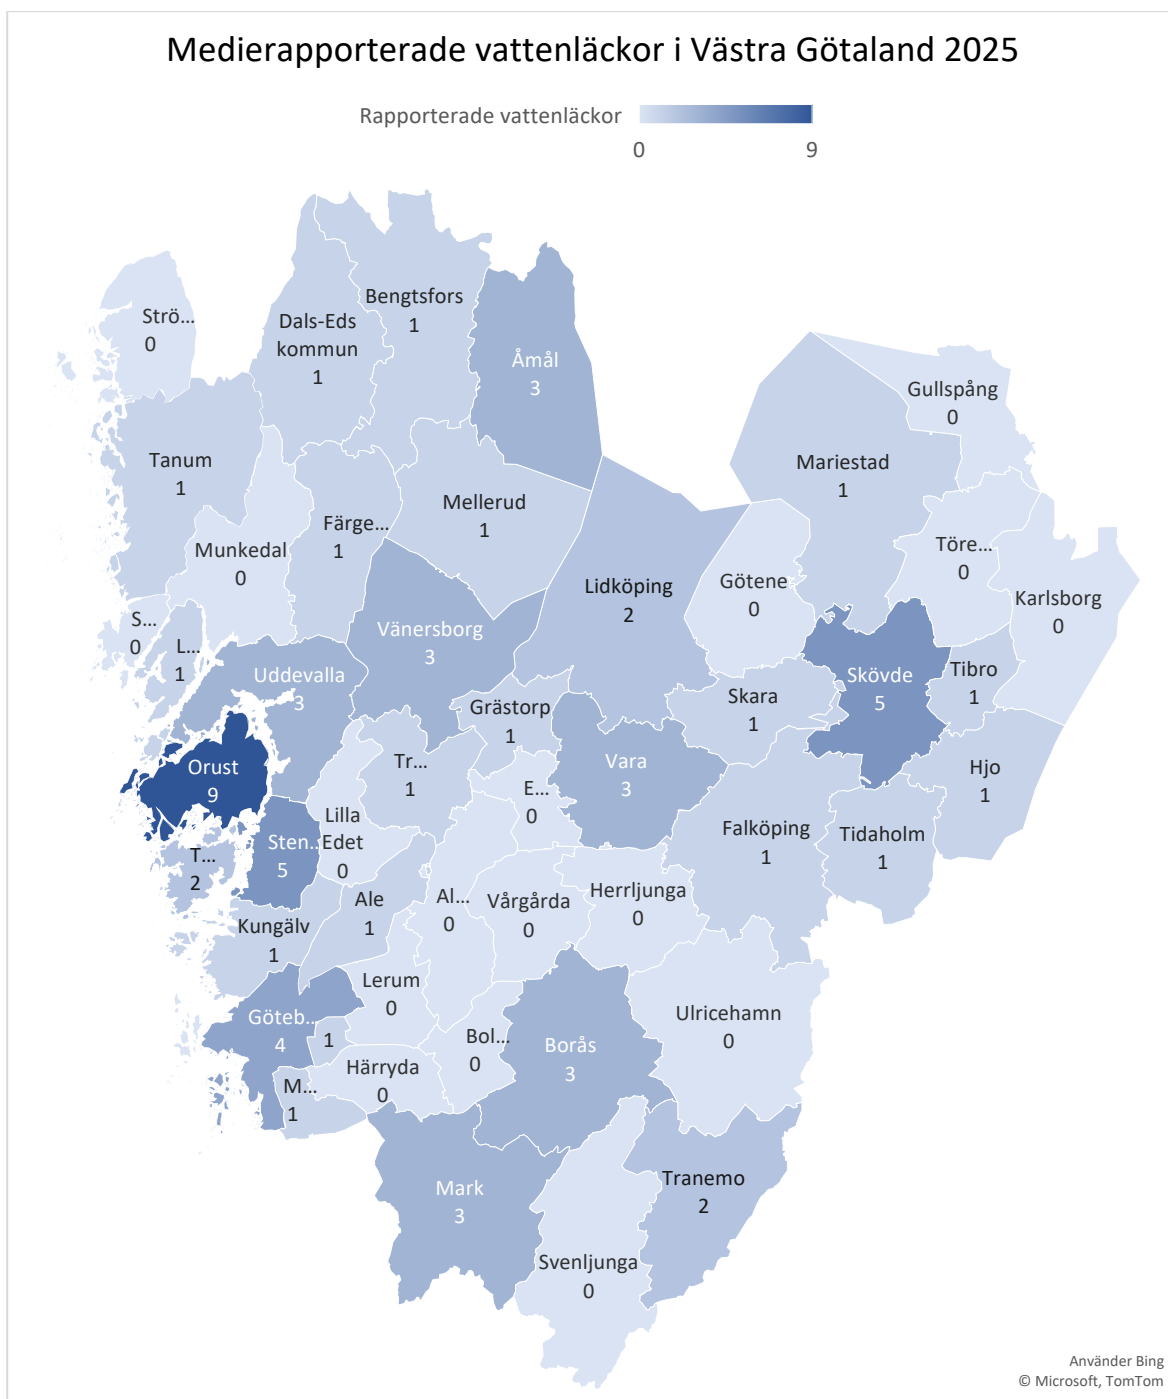 Medierapporterade vattenläckor i Västra Götaland 2025
Rapporterade vattenläckor
0 9
Strö...
0
Dals-Eds
kommun
1
Bengtsfors
1
Åmål
3
Gullspång
0
Tanum
1
Mariestad
1
Mellerud
1
Färge...
1
Munkedal
0
Töre...
0
Lidköping
2
Götene
0
Karlsborg
0
S...
0
L...
1
Vänersborg
3
Uddevalla
3
Skövde
5
Tibro
1
Skara
1
Grästorp
1
Orust
9
Tr...
1
Vara
3
Hjo
1
E...
0
Lilla
Edet
0
Sten...
5
Falköping
1
Tidaholm
1
T...
2
Ale
1
Al...
0
Vårgårda
0
Herrljunga
0
Kungälv
1
Lerum
0
Göteb...
4
1
Bol...
0
Borås
3
Ulricehamn
0
Härryda
0
M...
1
Mark
3
Tranemo
2
Svenljunga
0
Använder Bing
© Microsoft, TomTom